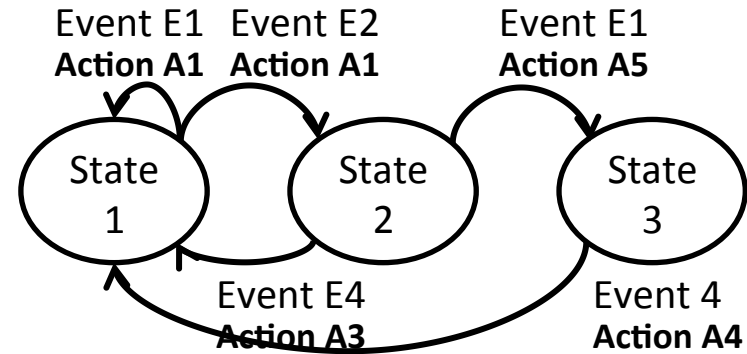 Event E1
Action A1
Event E2
Action A1
Event E1
Action A5
State
1
State
2
State
3
Event E4
Action A3
Event 4
Action A4